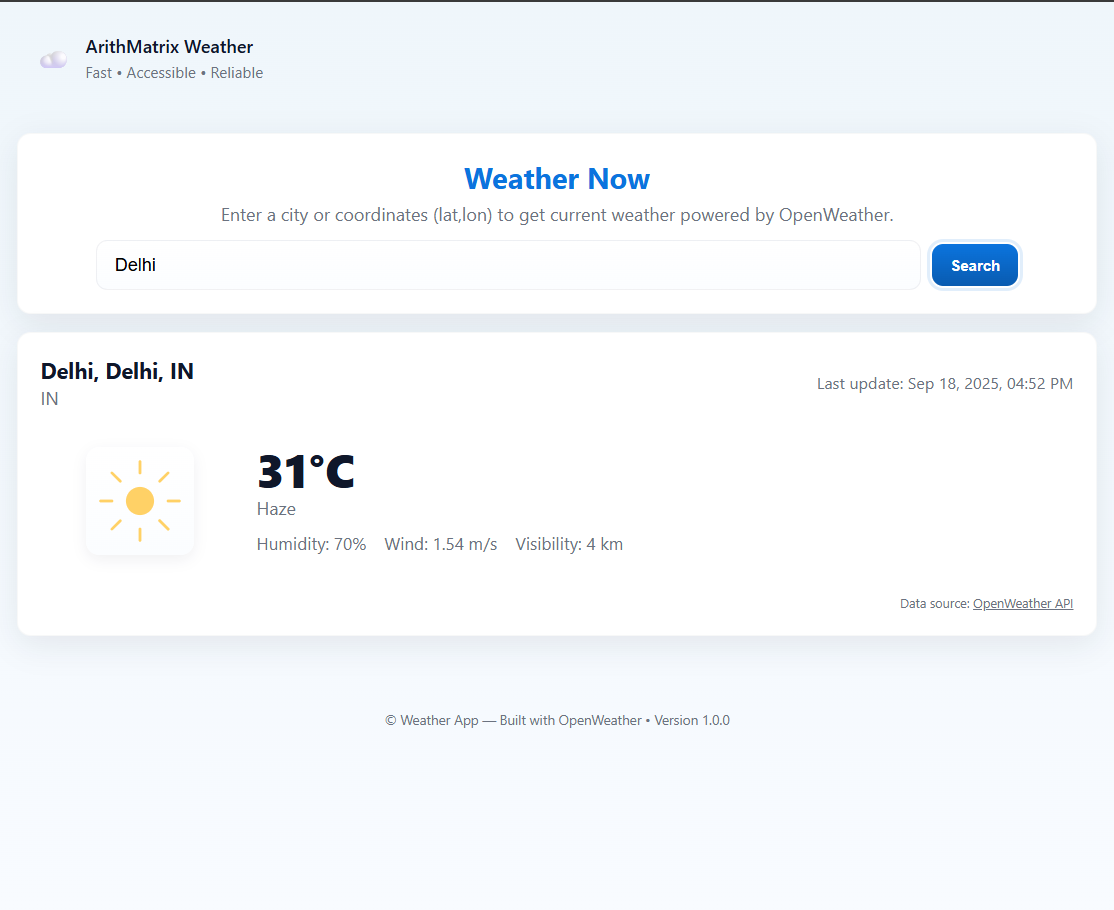 ArithMatrix Weather
Fast • Accessible • Reliable
Weather Now
Enter a city or coordinates (lat,lon) to get current weather powered by OpenWeather.
Delhi
Search
Delhi, Delhi, IN
IN
Last update: Sep 18, 2025, 04:52 PM
31°C
Haze
Humidity: 70% Wind: 1.54 m/s Visibility: 4 km
Data source: OpenWeather API
© Weather App — Built with OpenWeather • Version 1.0.0